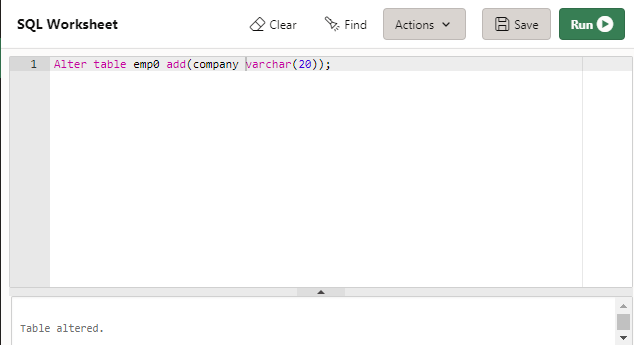 SQL Worksheet Clear Find Actions Save Run
1 Alter table emp0 add(company varchar(20));
Table altered.